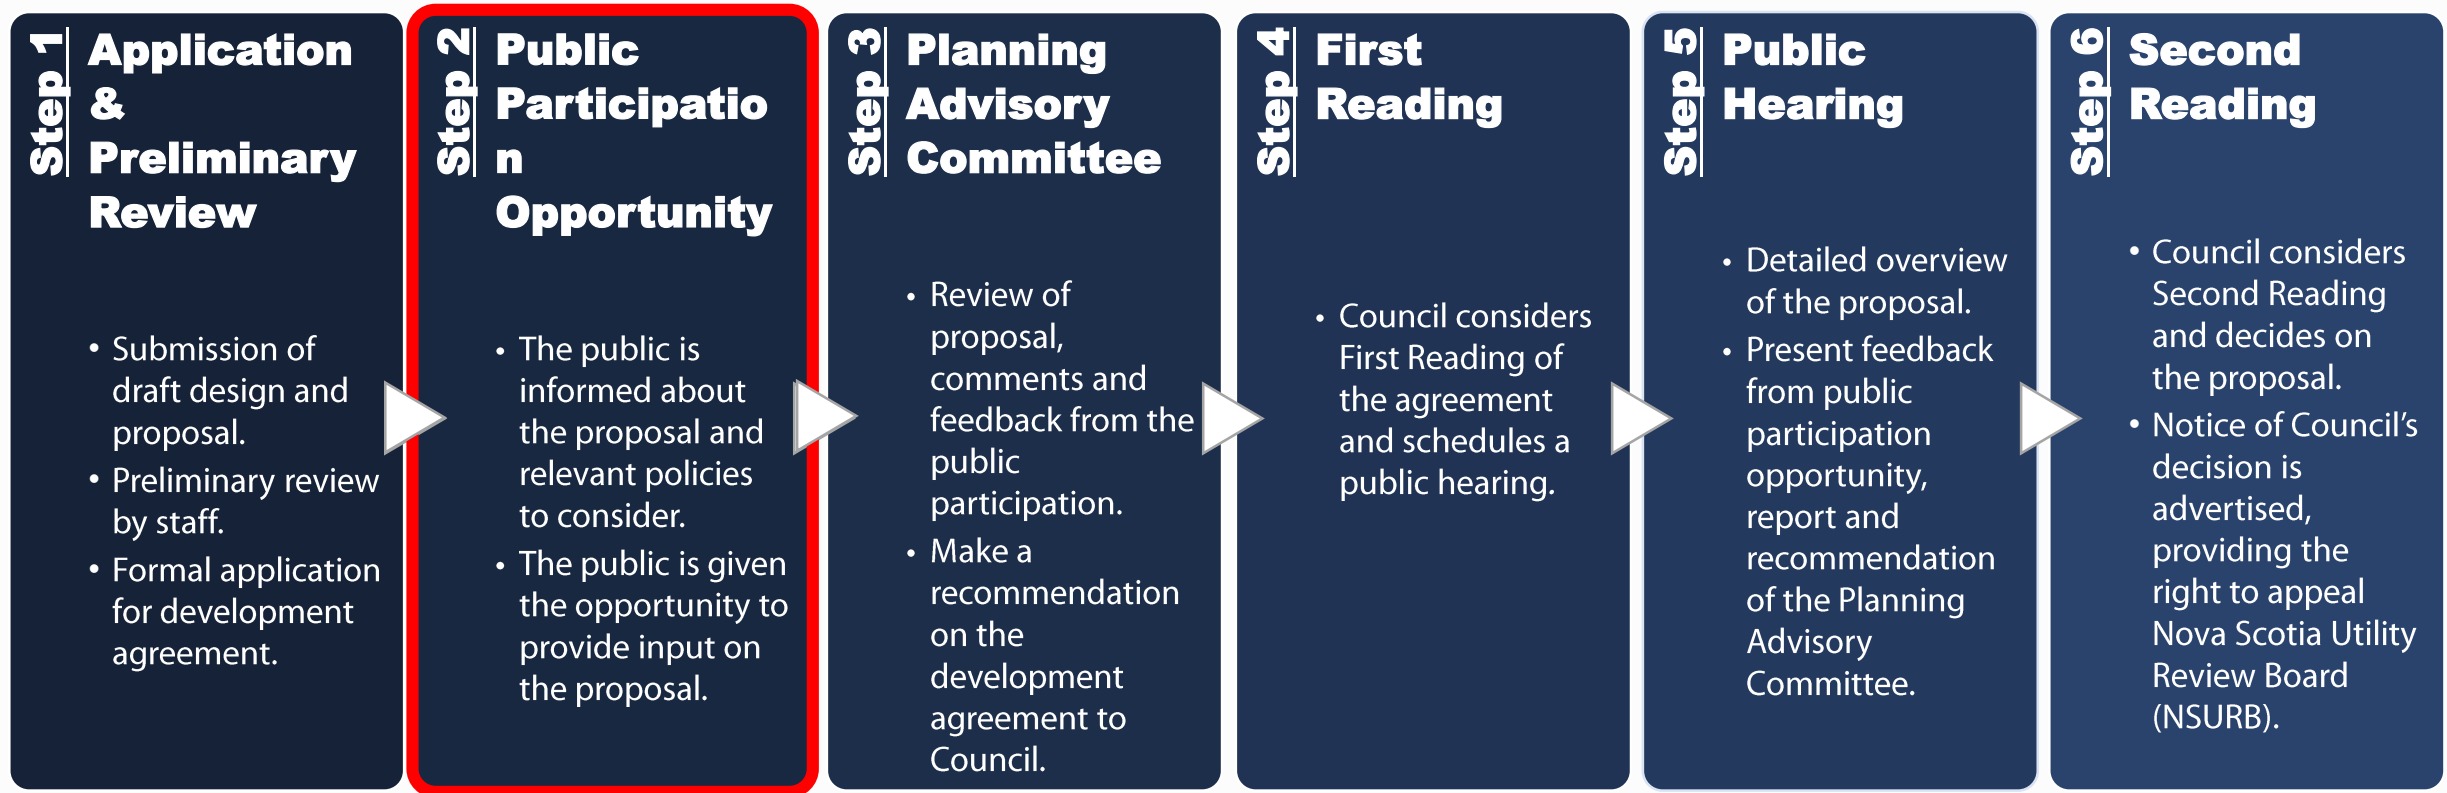 Step 1
Application
&
Preliminary
Review
• Submission of
draft design and
proposal.
• Preliminary review
by staff.
• Formal application
for development
agreement.
Step 2
Public
Participatio
n
Opportunity
• The public is
informed about
the proposal and
relevant policies
to consider.
• The public is given
the opportunity to
provide input on
the proposal.
Step 3
Planning
Advisory
Committee
• Review of
proposal,
comments and
feedback from the
public
participation.
• Make a
recommendation
on the
development
agreement to
Council.
Step 4
First
Reading
• Council considers
First Reading of
the agreement
and schedules a
public hearing.
Step 5
Public
Hearing
• Detailed overview
of the proposal.
• Present feedback
from public
participation
opportunity,
report and
recommendation
of the Planning
Advisory
Committee.
Step 6
Second
Reading
• Council considers
Second Reading
and decides on
the proposal.
• Notice of Council’s
decision is
advertised,
providing the
right to appeal
Nova Scotia Utility
Review Board
(NSURB).